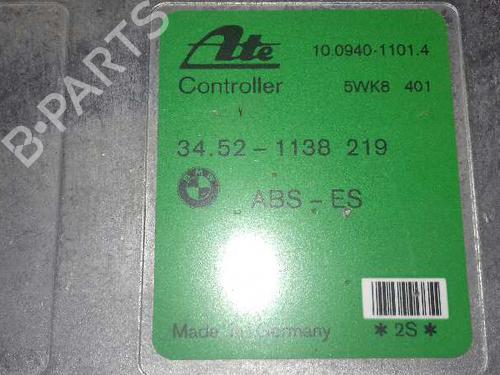 Ate
10.0940-1101.4
Controller
5WK8 401
34.52-1138 219
BMW
ABS-ES
Made in Germany
*2S*
B-PARTS